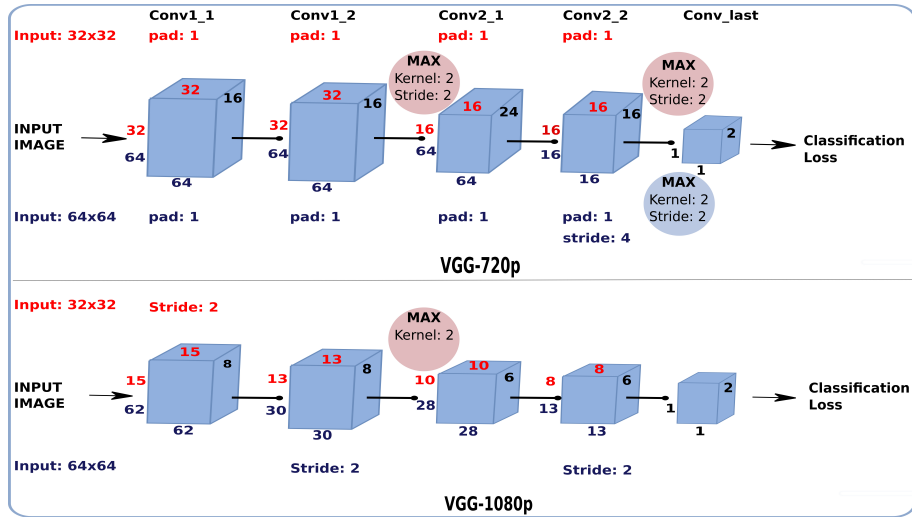 Conv1_1 Conv1_2 Conv2_1 Conv2_2 Conv_last
Input: 32x32 pad: 1 pad: 1 pad: 1 pad: 1
MAX
Kernel: 2
Stride: 2
MAX
Kernel: 2
Stride: 2
32 16 32 16 16 24 16 16 2
INPUT
IMAGE
32 32 16 16
64 64 64 16 1
64 64 64 16 1
Classification
Loss
MAX
Kernel: 2
Stride: 2
Input: 64x64 pad: 1 pad: 1 pad: 1 pad: 1
stride: 4
VGG-720p
Input: 32x32 Stride: 2
MAX
Kernel: 2
15 8 13 8 10 6 8 6 2
INPUT
IMAGE
15 13 10 8
62 30 28 13 1
62 30 28 13 1
Classification
Loss
Input: 64x64 Stride: 2 Stride: 2
VGG-1080p